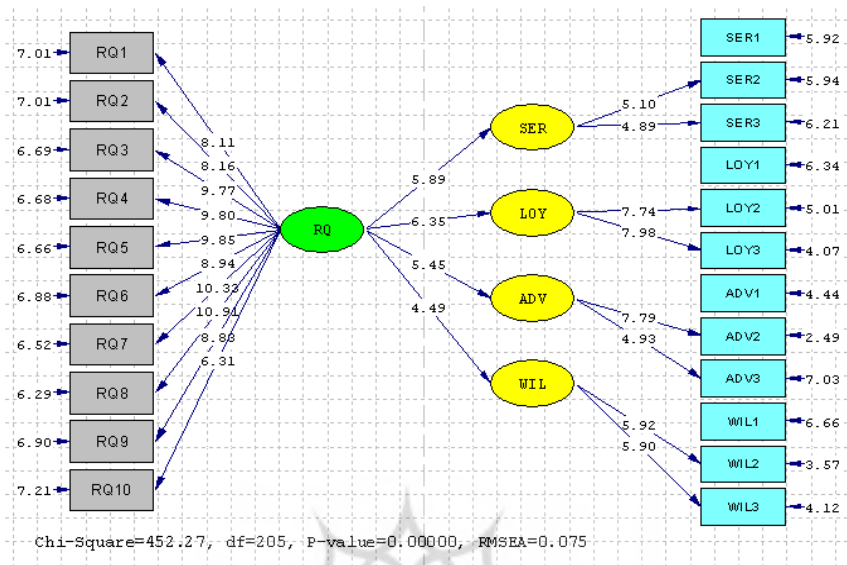 7.01 RQ1
7.01 RQ2
6.69 RQ3
6.68 RQ4
6.66 RQ5
6.88 RQ6
6.52 RQ7
6.29 RQ8
6.90 RQ9
7.21 RQ10
8.11
8.16
9.77
9.80
9.85
8.94
10.33
10.91
8.88
6.31
RQ
5.89
6.35
5.45
4.49
SER
LOY
ADV
WIL
5.10
4.89
7.74
7.98
7.79
4.93
5.92
5.90
SER1 5.92
SER2 5.94
SER3 6.21
LOY1 6.34
LOY2 5.01
LOY3 4.07
ADV1 4.44
ADV2 2.49
ADV3 7.03
WIL1 6.66
WIL2 3.57
WIL3 4.12
Chi-Square=452.27, df=205, P-value=0.00000, RMSEA=0.075